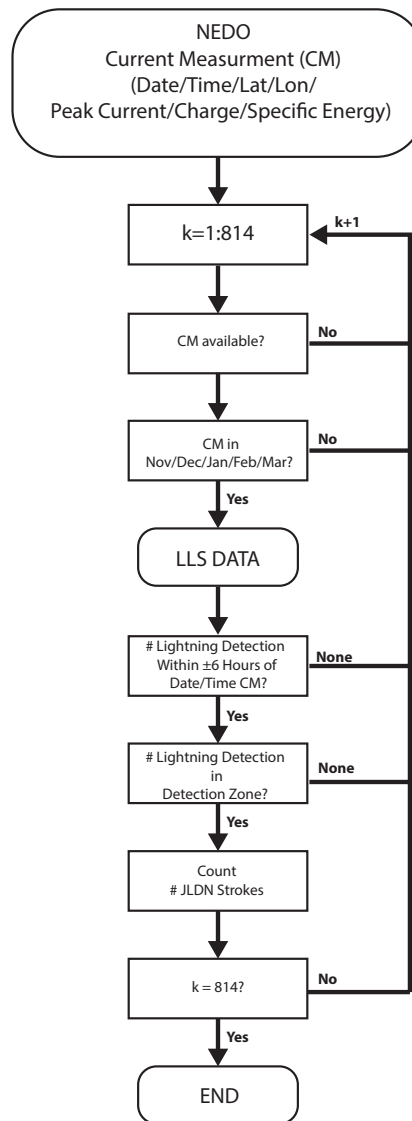 NEDO
Current Measurment (CM)
(Date/Time/Lat/Lon/
Peak Current/Charge/Specific Energy)
k=1:814
k+1
CM available?
No
CM in
Nov/Dec/Jan/Feb/Mar?
No
Yes
LLS DATA
# Lightning Detection
Within ±6 Hours of
Date/Time CM?
None
Yes
# Lightning Detection
in
Detection Zone?
None
Yes
Count
# JLDN Strokes
k = 814?
No
Yes
END